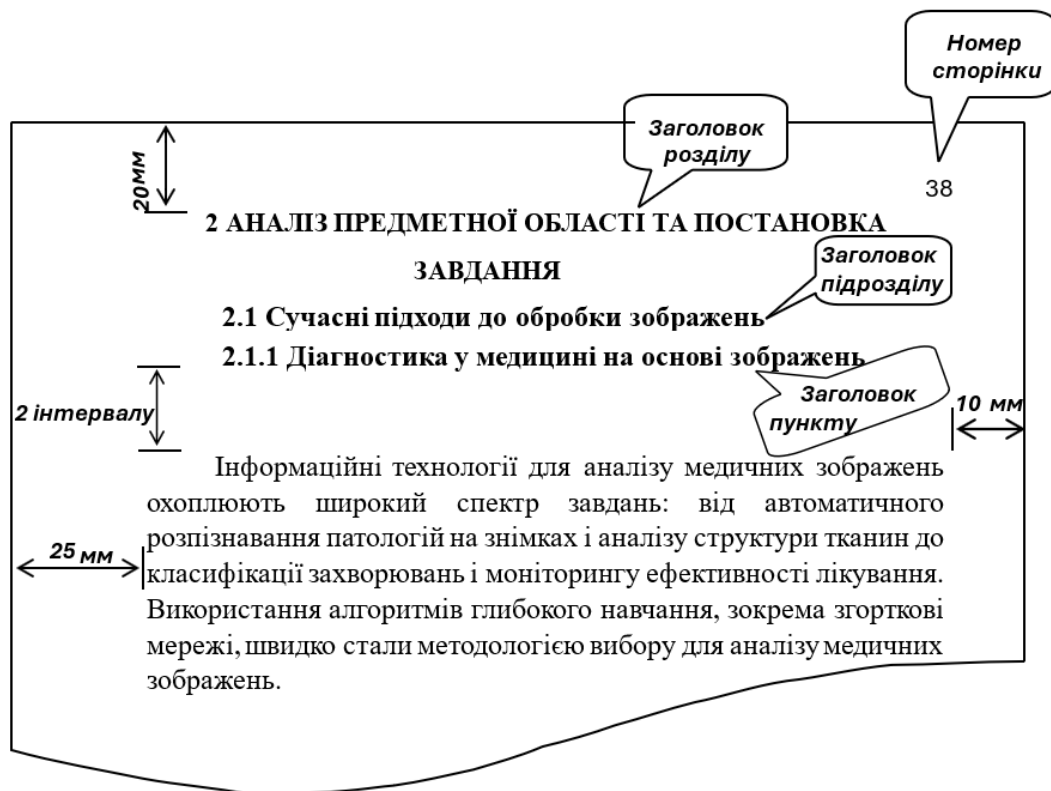 Номер
сторінки
Заголовок
розділу
20мм
38
2 АНАЛІЗ ПРЕДМЕТНОЇ ОБЛАСТІ ТА ПОСТАНОВКА
ЗАВДАННЯ
Заголовок
підрозділу
2.1 Сучасні підходи до обробки зображень
2.1.1 Діагностика у медицині на основі зображень
2 інтервалу
Заголовок
пункту
10 мм
Інформаційні технології для аналізу медичних зображень
охоплюють широкий спектр завдань: від автоматичного
розпізнавання патологій на знімках і аналізу структури тканин до
25 мм
класифікації захворювань і моніторингу ефективності лікування.
Використання алгоритмів глибокого навчання, зокрема згорткові
мережі, швидко стали методологією вибору для аналізу медичних
зображень.